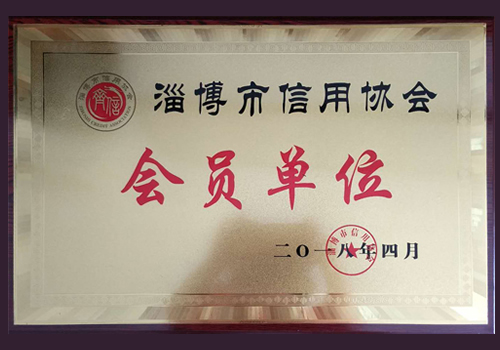 淄博市信用协会
会员单位
二〇一八年四月